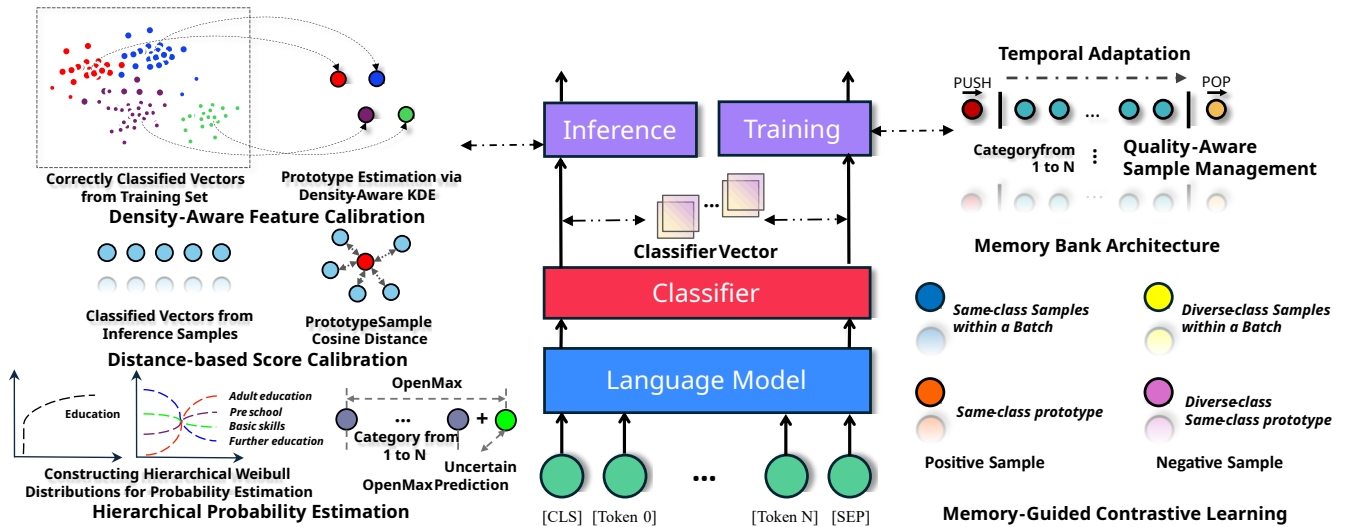 Correctly Classified Vectors
from Training Set
Prototype Estimation via
Density-Aware KDE
Density-Aware Feature Calibration
Classified Vectors from
Inference Samples
PrototypeSample
Cosine Distance
Distance-based Score Calibration
Education
Adult education
Pre school
Basic skills
Further education
OpenMax
...
+
Category from
1 to N
Uncertain
OpenMaxPrediction
Constructing Hierarchical Weibull
Distributions for Probability Estimation
Hierarchical Probability Estimation
Inference
Training
...
ClassifierVector
Classifier
Language Model
...
[CLS]
[Token 0]
[Token N]
[SEP]
Temporal Adaptation
PUSH
POP
...
Categoryfrom
1 to N
Quality-Aware
Sample Management
...
Memory Bank Architecture
Same-class Samples
within a Batch
Diverse-class Samples
within a Batch
Same-class prototype
Diverse-class
Same-class prototype
Positive Sample
Negative Sample
Memory-Guided Contrastive Learning